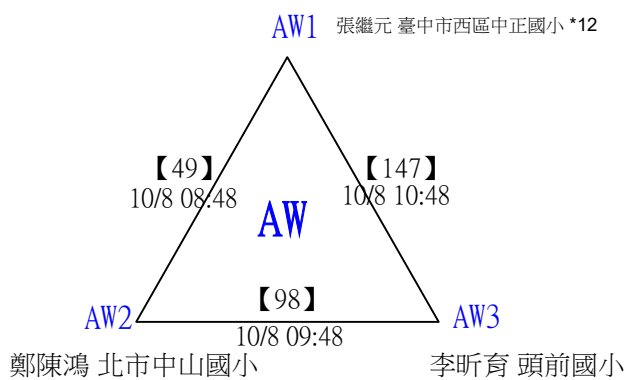 AW1 張繼元 臺中市西區中正國小 *12
【49】 【147】
10/8 08:48 10/8 10:48
AW
【98】
AW2 AW3
10/8 09:48
鄭陳鴻 北市中山國小 李昕育 頭前國小